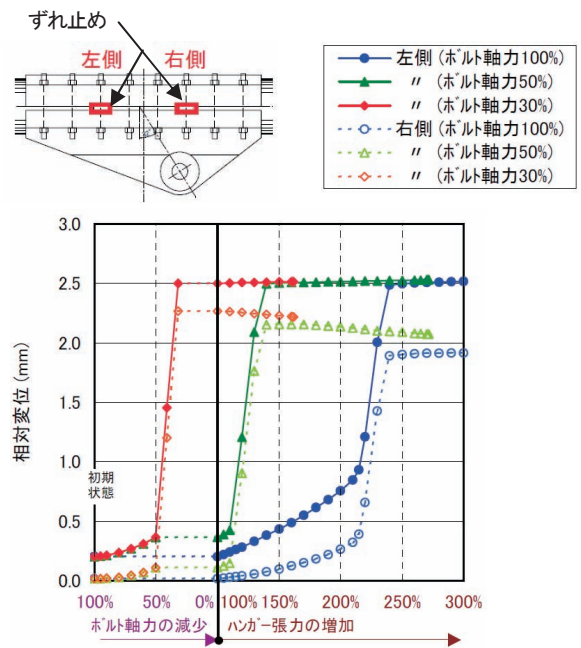 ずれ止め
左側 右側
左側 (ﾎﾞﾙﾄ軸力100%)
〃 (ﾎﾞﾙﾄ軸力50%)
〃 (ﾎﾞﾙﾄ軸力30%)
右側 (ﾎﾞﾙﾄ軸力100%)
〃 (ﾎﾞﾙﾄ軸力50%)
〃 (ﾎﾞﾙﾄ軸力30%)
3.0
2.5
2.0
1.5
1.0
0.5
0.0
相対変位 (mm)
初期
状態
100% 50% 0% 100% 150% 200% 250% 300%
ﾎﾞﾙﾄ軸力の減少 ﾊﾝｶﾞｰ張力の増加